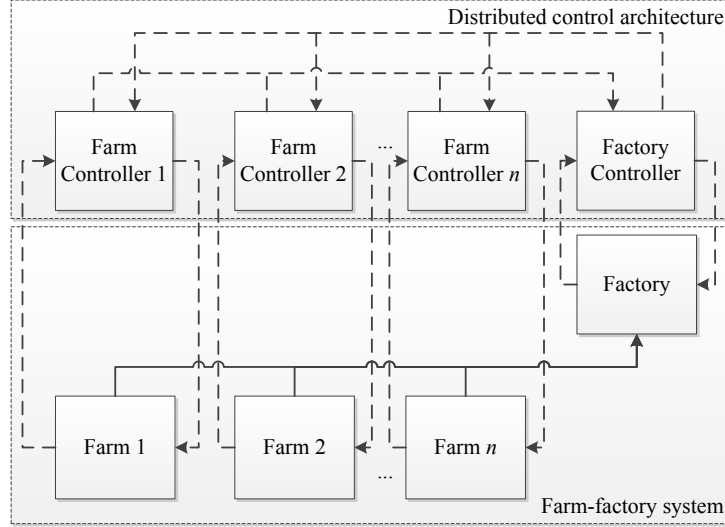 Distributed control architecture
Farm
Controller 1
Farm
Controller 2
...
Farm
Controller n
Factory
Controller
Factory
Farm 1
Farm 2
...
Farm n
Farm-factory system